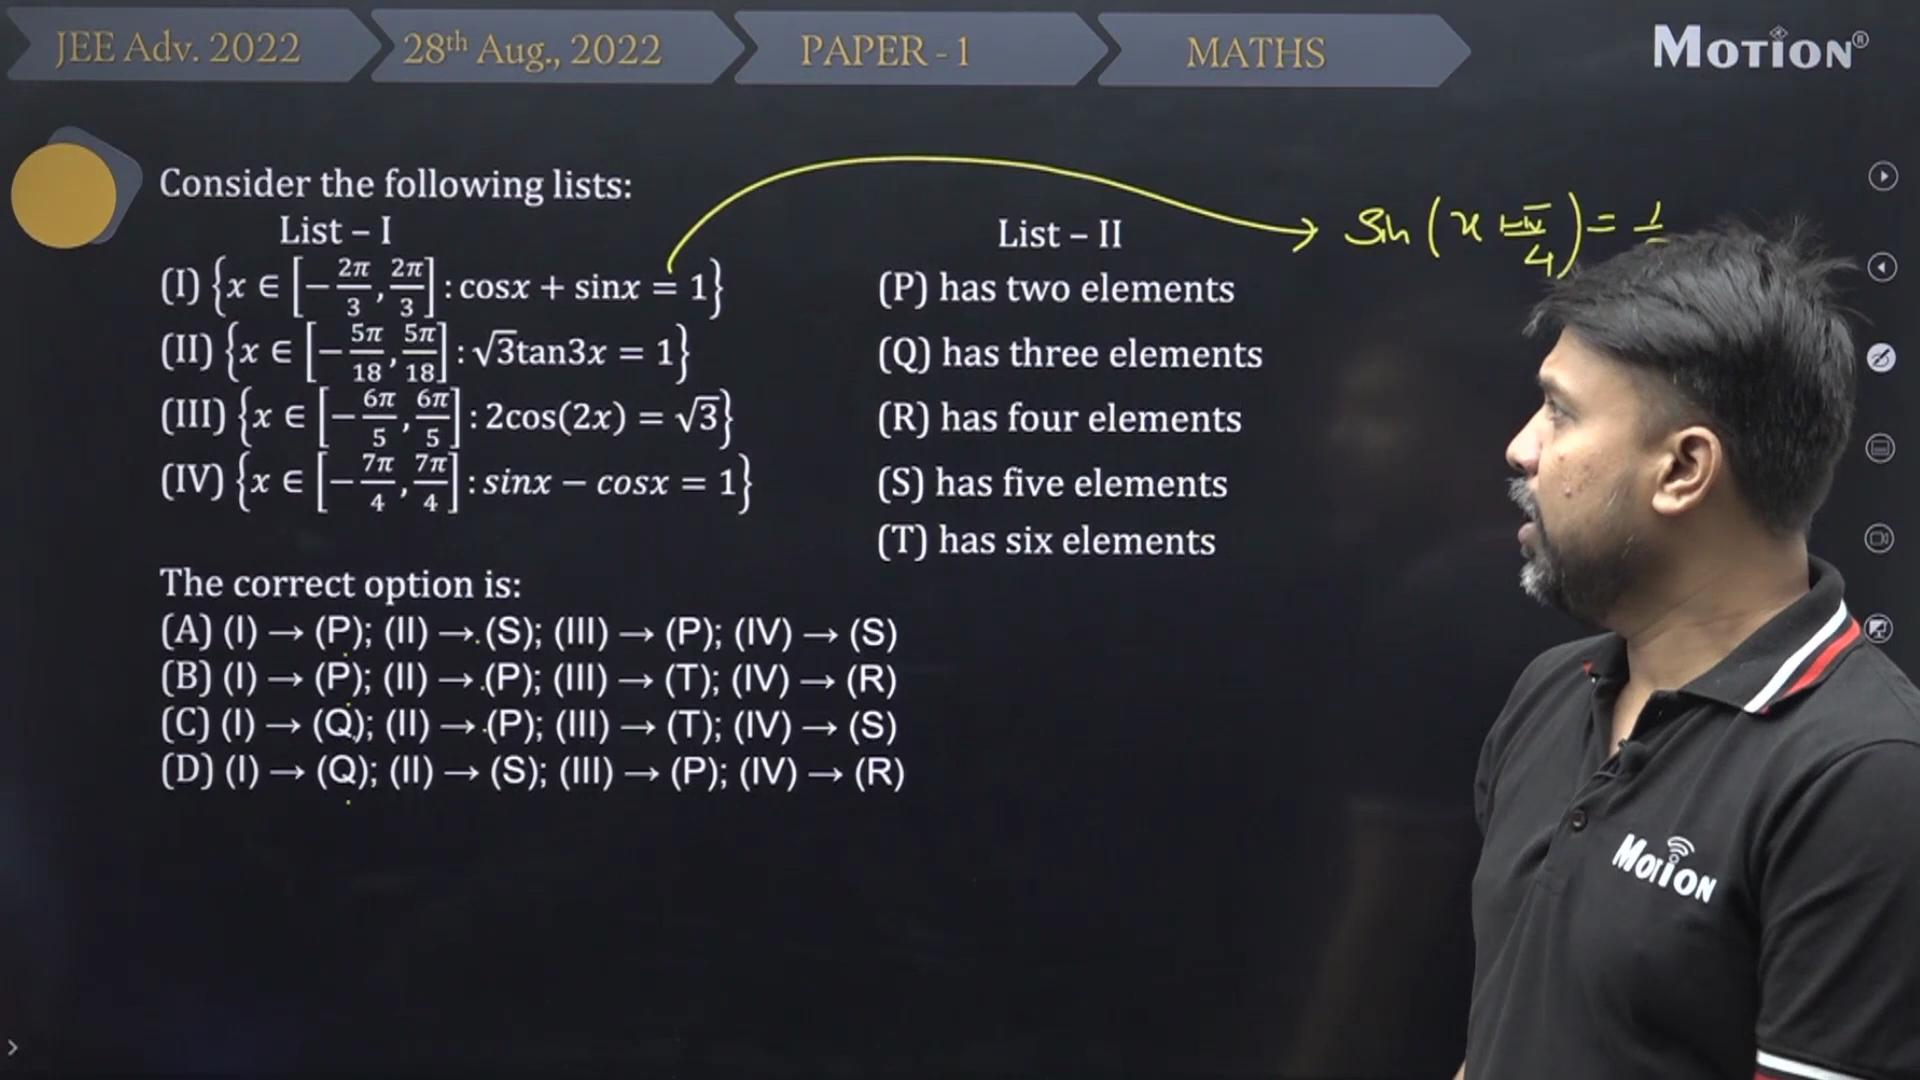 JEE Adv. 2022 28th Aug., 2022 PAPER - 1 MATHS MOTION®
Consider the following lists:
List – I List – II
sin(x + π/4) = 1/
(I) {x ∈ [−2π/3, 2π/3] : cosx + sinx = 1} (P) has two elements
(II) {x ∈ [−5π/18, 5π/18] : √3tan3x = 1} (Q) has three elements
(III) {x ∈ [−6π/5, 6π/5] : 2cos(2x) = √3} (R) has four elements
(IV) {x ∈ [−7π/4, 7π/4] : sinx − cosx = 1} (S) has five elements
(T) has six elements
The correct option is:
(A) (I) → (P); (II) → (S); (III) → (P); (IV) → (S)
(B) (I) → (P); (II) → (P); (III) → (T); (IV) → (R)
(C) (I) → (Q); (II) → (P); (III) → (T); (IV) → (S)
(D) (I) → (Q); (II) → (S); (III) → (P); (IV) → (R)
MOTION